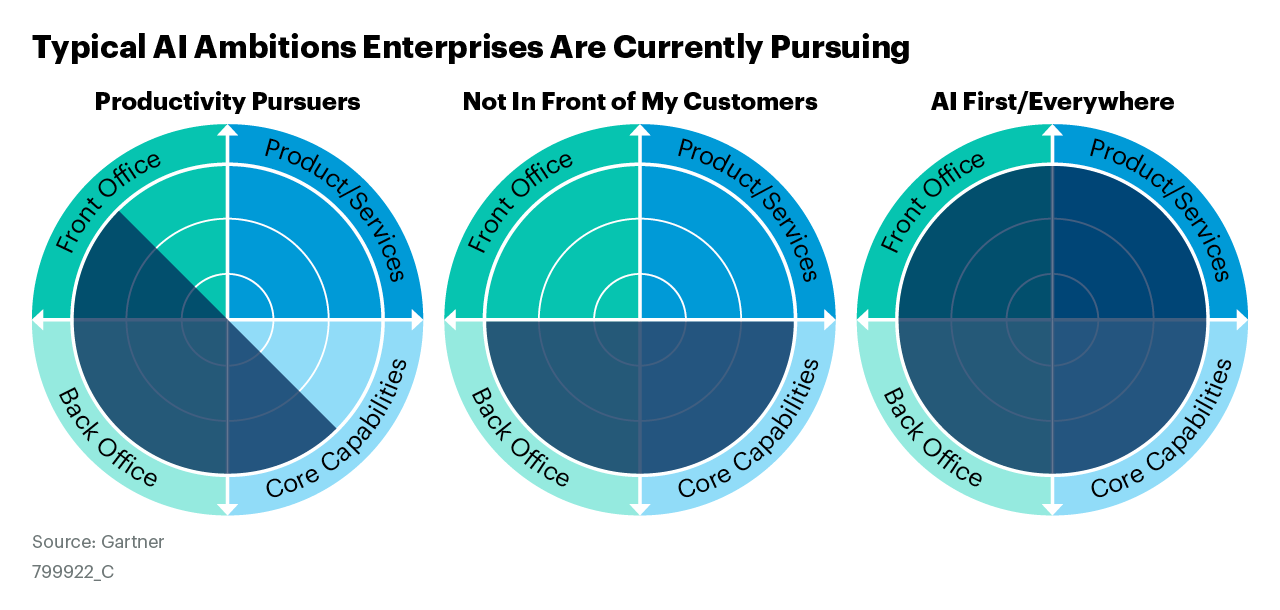 Typical AI Ambitions Enterprises Are Currently Pursuing
Productivity Pursuers
Front Office
Product/Services
Back Office
Core Capabilities
Not In Front of My Customers
Front Office
Product/Services
Back Office
Core Capabilities
AI First/Everywhere
Front Office
Product/Services
Back Office
Core Capabilities
Source: Gartner
799922_C